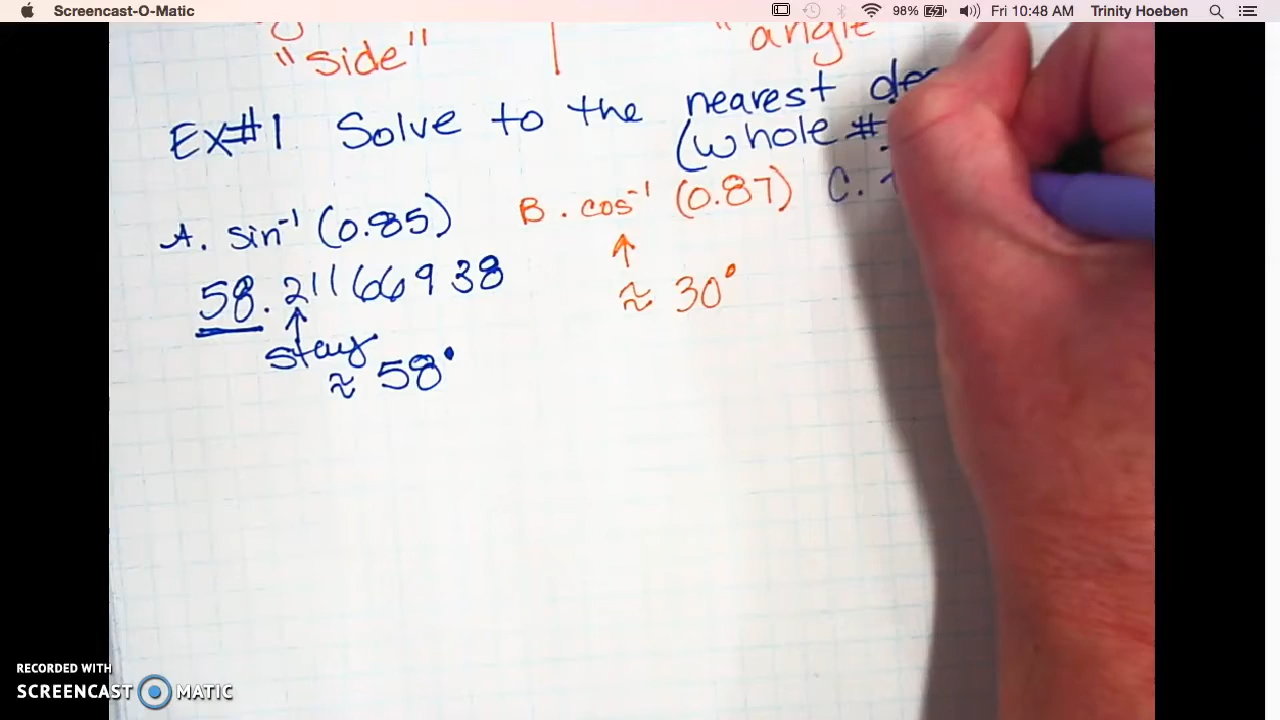 Screencast-O-Matic 98% Fri 10:48 AM Trinity Hoeben
"side"
"angle
Ex#1 Solve to the nearest
(whole #
A. sin⁻¹ (0.85)
B. cos⁻¹ (0.87)
C.
58.21166938
↑
stay
≈ 58°
↑
≈ 30°
RECORDED WITH
SCREENCAST MATIC